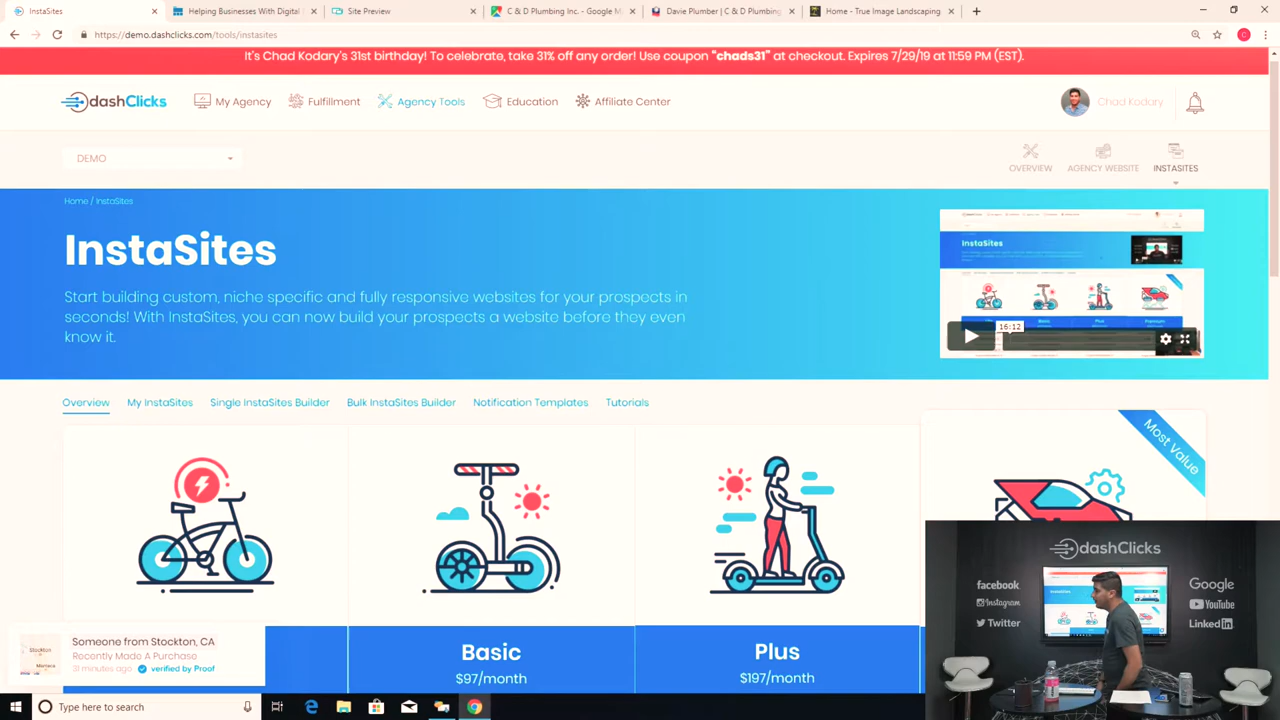 InstaSites
Helping Businesses With Digital
Site Preview
C & D Plumbing Inc. - Google M
Davie Plumber | C & D Plumbing
Home - True Image Landscaping
https://demo.dashclicks.com/tools/instasites
It's Chad Kodary's 31st birthday! To celebrate, take 31% off any order! Use coupon "chads31" at checkout. Expires 7/29/19 at 11:59 PM (EST).
dashClicks
My Agency
Fulfillment
Agency Tools
Education
Affiliate Center
Chad Kodary
DEMO
OVERVIEW
AGENCY WEBSITE
INSTASITES
Home / InstaSites
InstaSites
Start building custom, niche specific and fully responsive websites for your prospects in
seconds! With InstaSites, you can now build your prospects a website before they even
know it.
InstaSites
16:12
Overview
My InstaSites
Single InstaSites Builder
Bulk InstaSites Builder
Notification Templates
Tutorials
Most Value
Basic
$97/month
Plus
$197/month
Someone from Stockton, CA
Recently Made A Purchase
31 minutes ago
verified by Proof
Stockton
dashClicks
facebook
Instagram
Twitter
Google
YouTube
LinkedIn
Type here to search